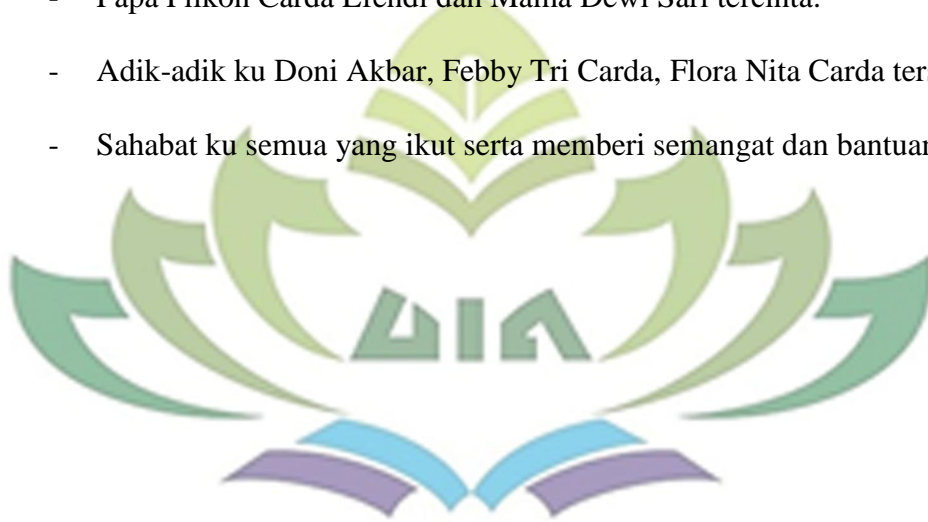 - Papa Carda Efendi dan Mama Dewi Sari tercinta.
- Adik-adik ku Doni Akbar, Febby Tri Carda, Flora Nita Carda
- Sahabat ku semua yang ikut serta memberi semangat dan bantuan
UIN